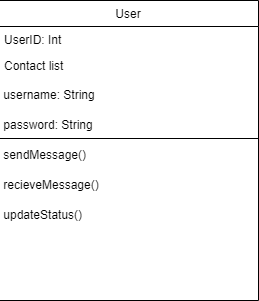 User
UserID: Int
Contact list
username: String
password: String
sendMessage()
recieveMessage()
updateStatus()